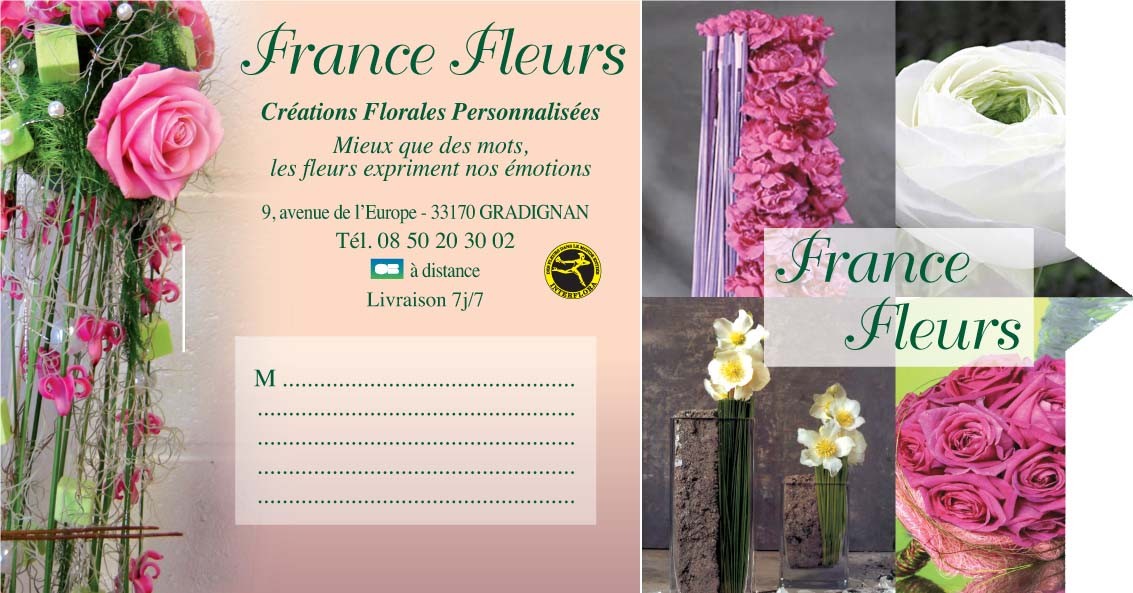 France Fleurs
Créations Florales Personnalisées
Mieux que des mots,
les fleurs expriment nos émotions
9, avenue de l'Europe - 33170 GRADIGNAN
Tél. 08 50 20 30 02
CB à distance
Livraison 7j/7
INTERFLORA
M ...............................................
...................................................
...................................................
...................................................
...................................................
France
Fleurs